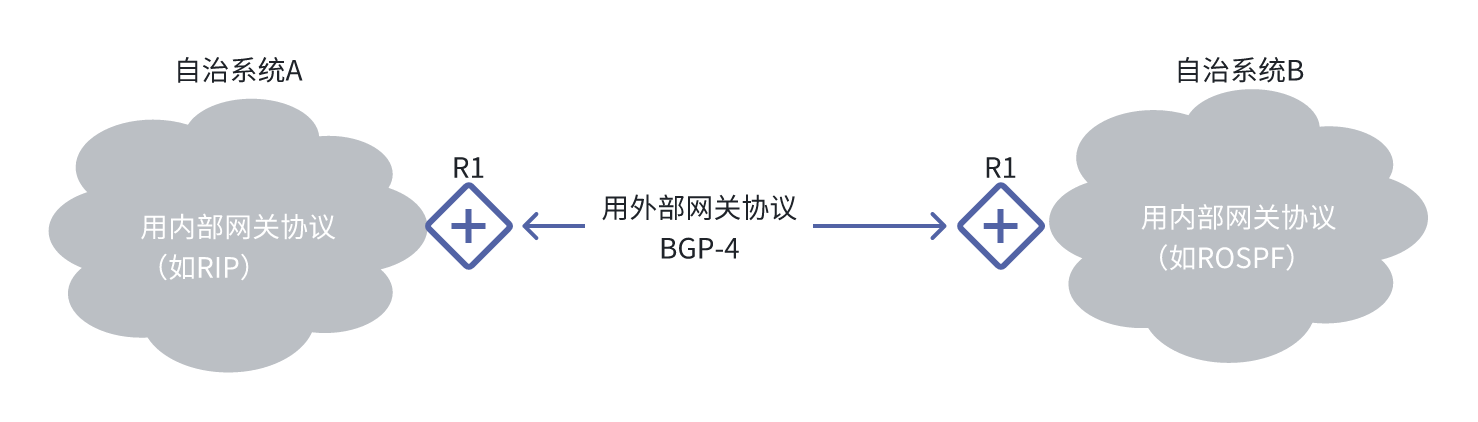 自治系统A
自治系统B
R1
R1
用内部网关协议
（如RIP）
用外部网关协议
BGP-4
用内部网关协议
（如ROSPF）